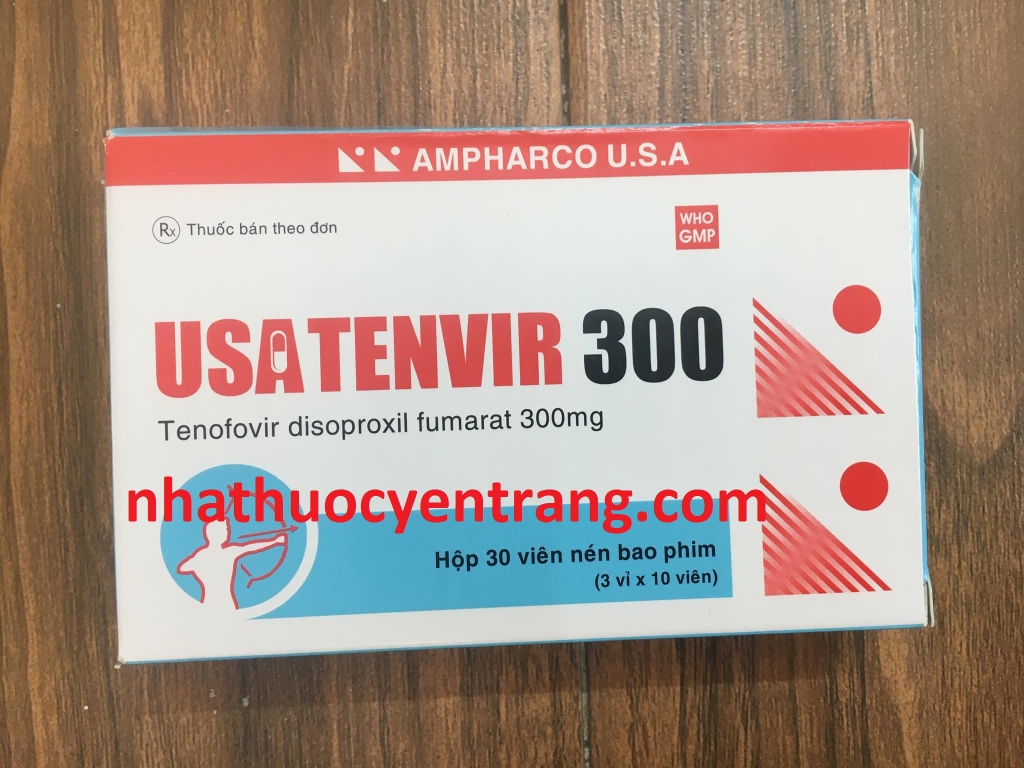 AMPHARCO U.S.A
Rx Thuốc bán theo đơn
WHO
GMP
USATENVIR 300
Tenofovir disoproxil fumarat 300mg
nhathuocyentrang.com
Hộp 30 viên nén bao phim
(3 vỉ x 10 viên)